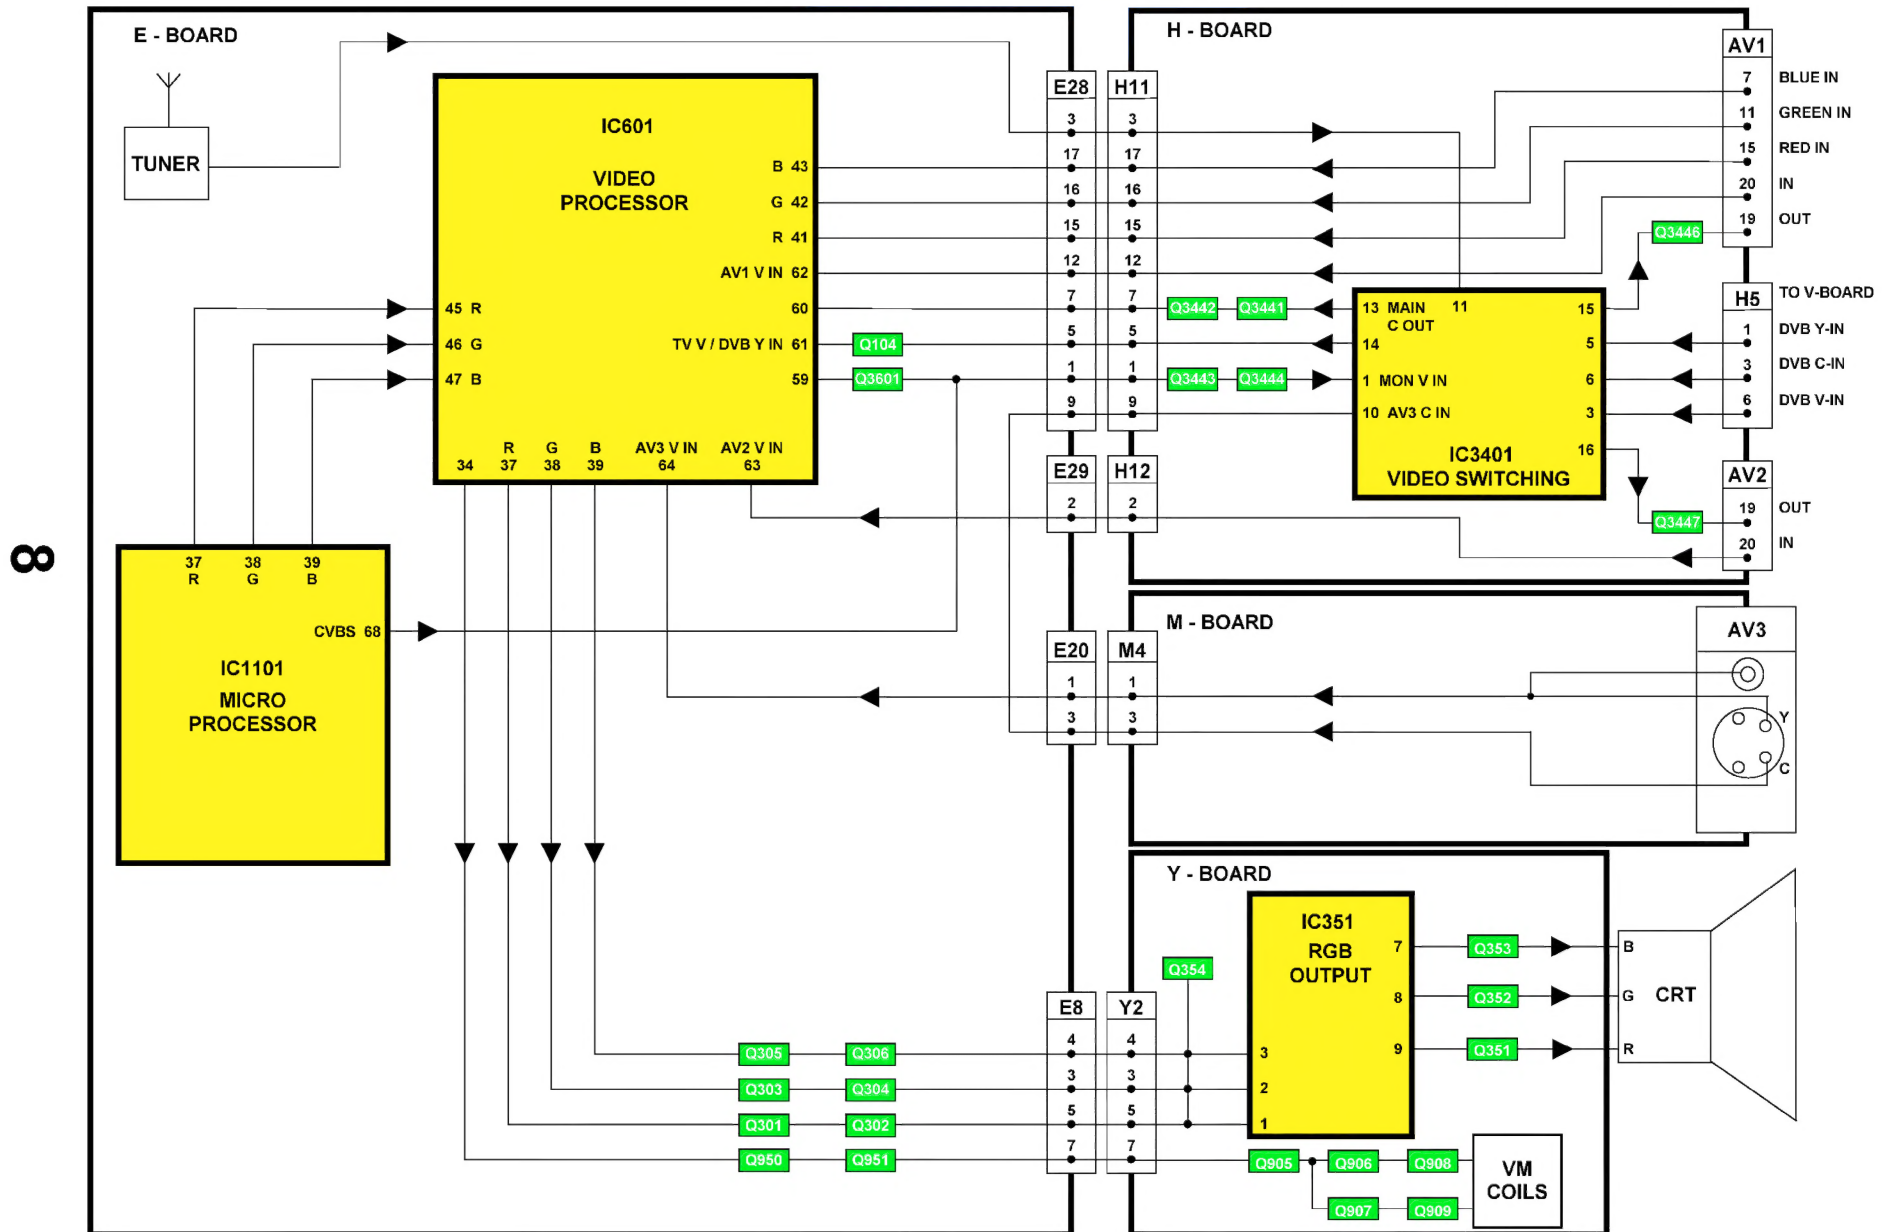 E - BOARD
TUNER
IC601
VIDEO
PROCESSOR
B 43
G 42
R 41
AV1 V IN 62
60
TV V / DVB Y IN 61
59
45 R
46 G
47 B
R G B AV3 V IN AV2 V IN
34 37 38 39 64 63
Q104
Q3601
8
37 38 39
R G B
CVBS 68
IC1101
MICRO
PROCESSOR
E28 H11
3 3
17 17
16 16
15 15
12 12
7 7
5 5
1 1
9 9
E29 H12
2 2
H - BOARD
AV1
7 BLUE IN
11 GREEN IN
15 RED IN
20 IN
19 OUT
Q3446
Q3442 Q3441
Q3443 Q3444
13 MAIN 11 15
C OUT
14 5
1 MON V IN 6
10 AV3 C IN 3
16
IC3401
VIDEO SWITCHING
H5 TO V-BOARD
1 DVB Y-IN
3 DVB C-IN
6 DVB V-IN
AV2
19 OUT
20 IN
Q3447
M - BOARD
AV3
Y
C
E20 M4
1 1
3 3
Y - BOARD
IC351
RGB
OUTPUT
7
8
9
3
2
1
Q354
Q353
Q352
Q351
B
G CRT
R
E8 Y2
4 4
3 3
5 5
7 7
Q305 Q306
Q303 Q304
Q301 Q302
Q950 Q951
Q905 Q906 Q908
Q907 Q909
VM
COILS